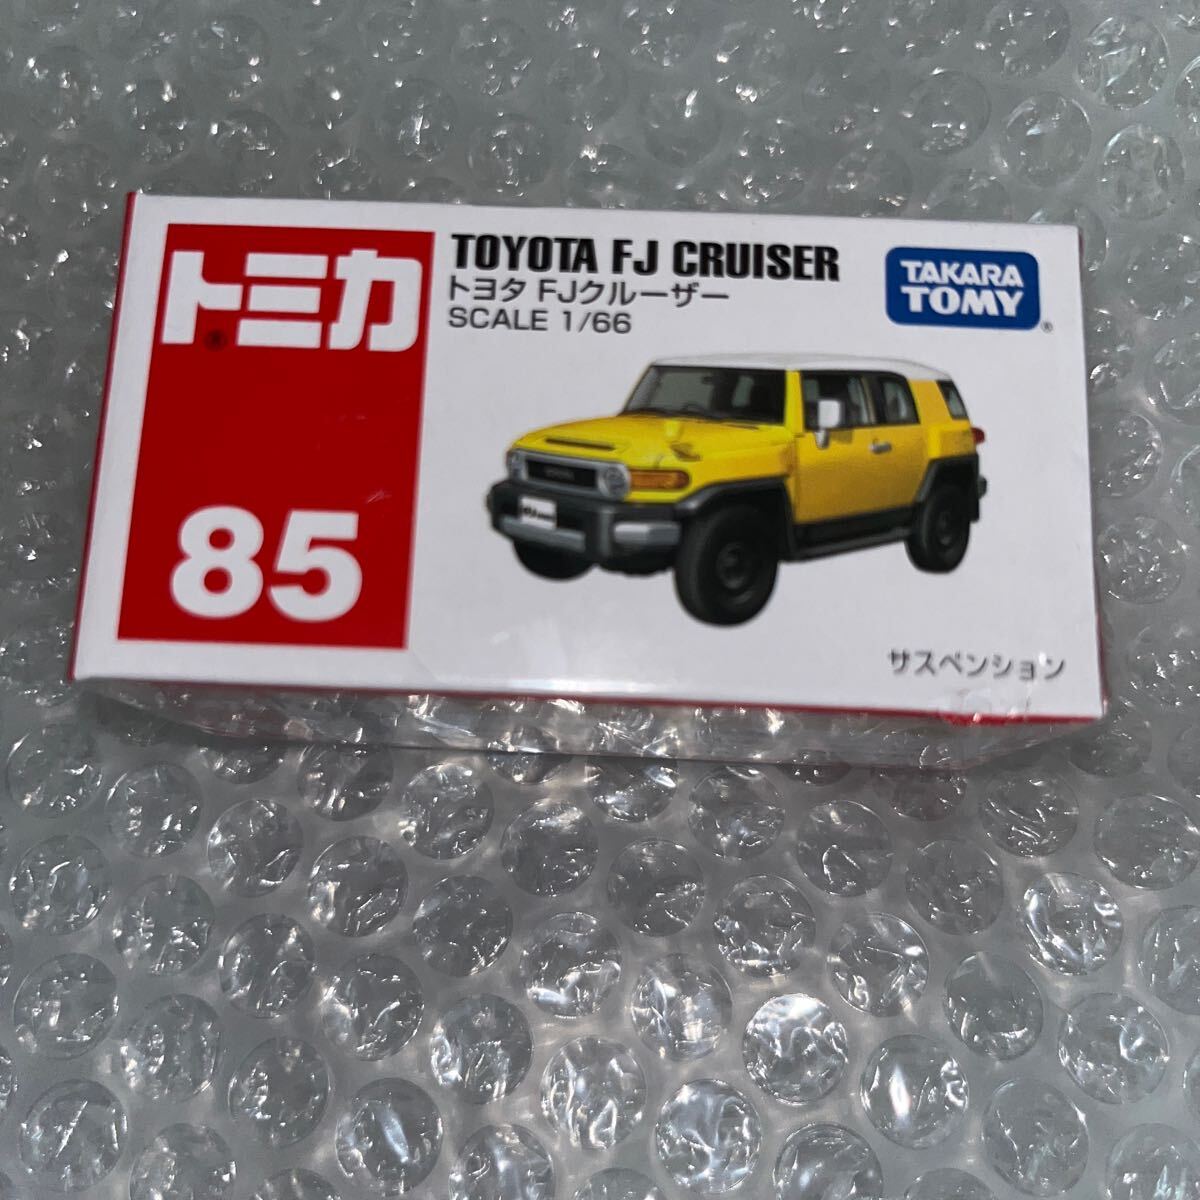 トミカ
85
TOYOTA FJ CRUISER
トヨタ FJクルーザー
SCALE 1/66
TAKARA
TOMY
サスペンション